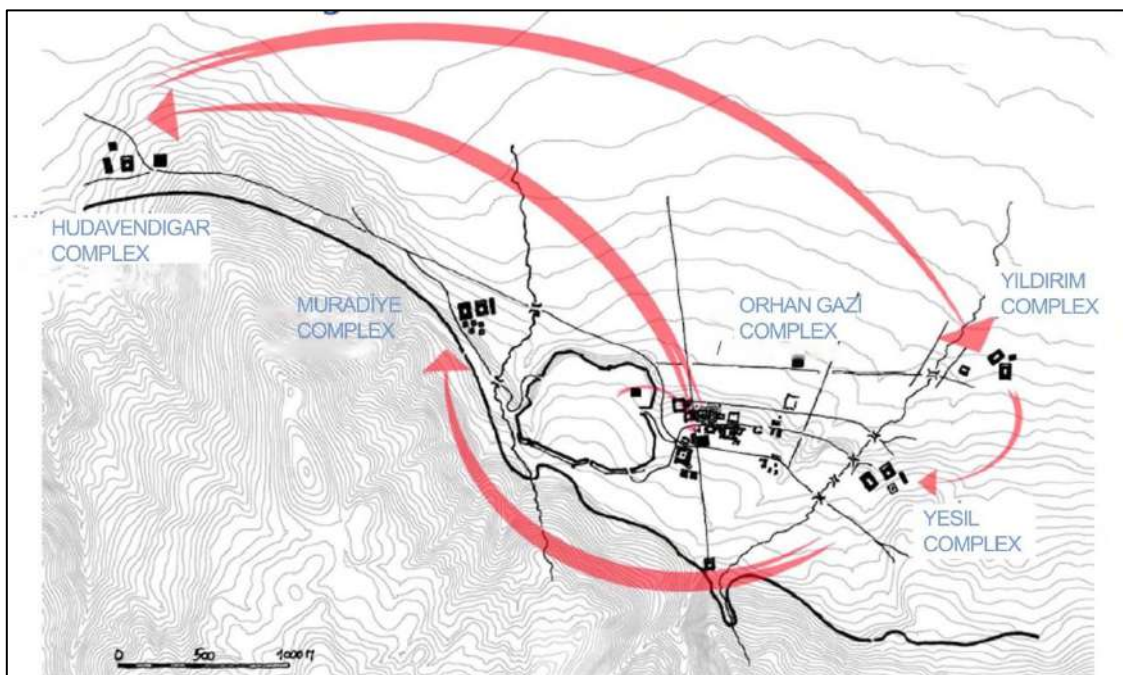 HUDAVENDIGAR
COMPLEX
MURADİYE
COMPLEX
ORHAN GAZİ
COMPLEX
YILDIRIM
COMPLEX
YESIL
COMPLEX
0 500 1000 M